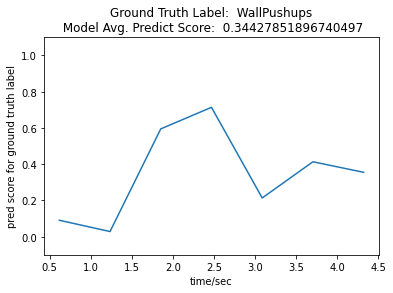 Ground Truth Label:  WallPushups
Model Avg. Predict Score:  0.34427851896740497
pred score for ground truth label
1.0
0.8
0.6
0.4
0.2
0.0
0.5 1.0 1.5 2.0 2.5 3.0 3.5 4.0 4.5
time/sec